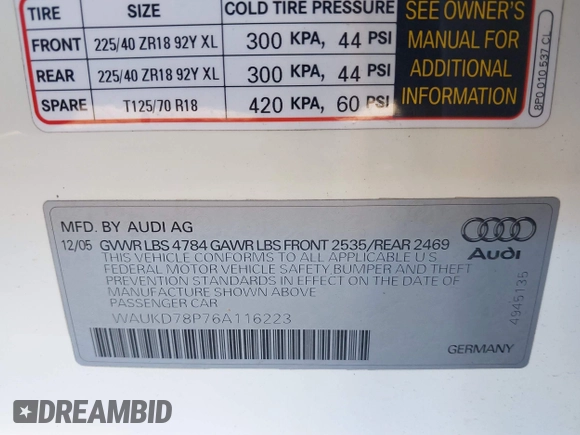 TIRE SIZE COLD TIRE PRESSURE
FRONT 225/40 ZR18 92Y XL 300 KPA, 44 PSI
REAR 225/40 ZR18 92Y XL 300 KPA, 44 PSI
SPARE T125/70 R18 420 KPA, 60 PSI
SEE OWNER'S
MANUAL FOR
ADDITIONAL
INFORMATION
8P0 010 537 CL
MFD. BY AUDI AG
12/05 GVWR LBS 4784 GAWR LBS FRONT 2535/REAR 2469
THIS VEHICLE CONFORMS TO ALL APPLICABLE U.S
FEDERAL MOTOR VEHICLE SAFETY BUMPER AND THEFT
PREVENTION STANDARDS IN EFFECT ON THE DATE OF
MANUFACTURE SHOWN ABOVE
PASSENGER CAR
WAUKD78P76A116223
Audi
4945135
GERMANY
DREAMBID